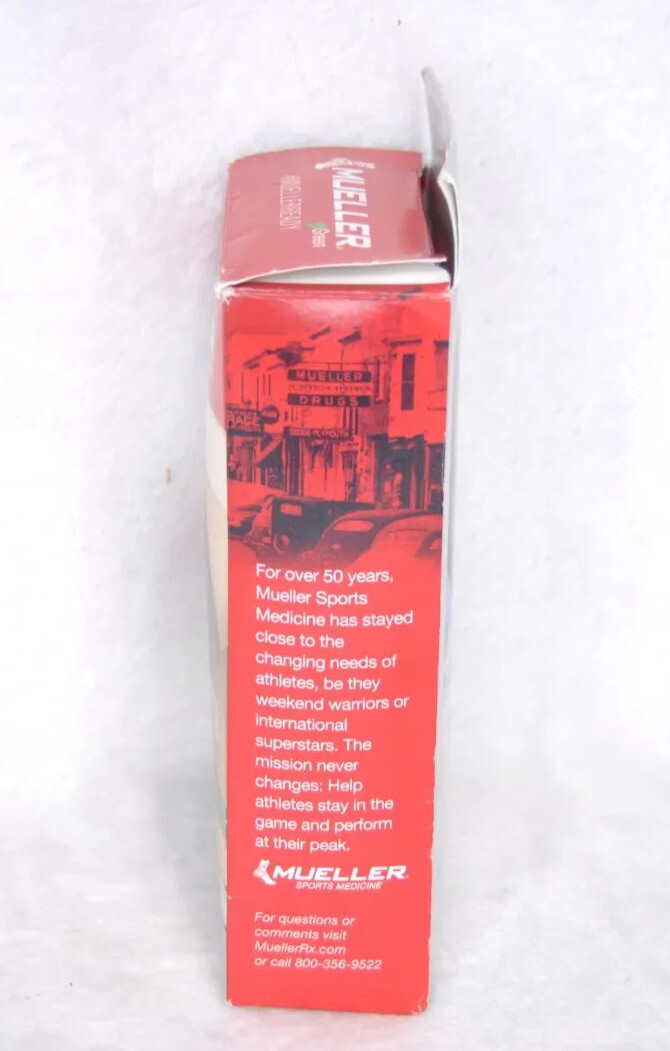 MUELLER
#MUELLERREADY
Green
MUELLER
DRUGS
For over 50 years,
Mueller Sports
Medicine has stayed
close to the
changing needs of
athletes, be they
weekend warriors or
international
superstars. The
mission never
changes: Help
athletes stay in the
game and perform
at their peak.
MUELLER
SPORTS MEDICINE
For questions or
comments visit
MuellerRx.com
or call 800-356-9522